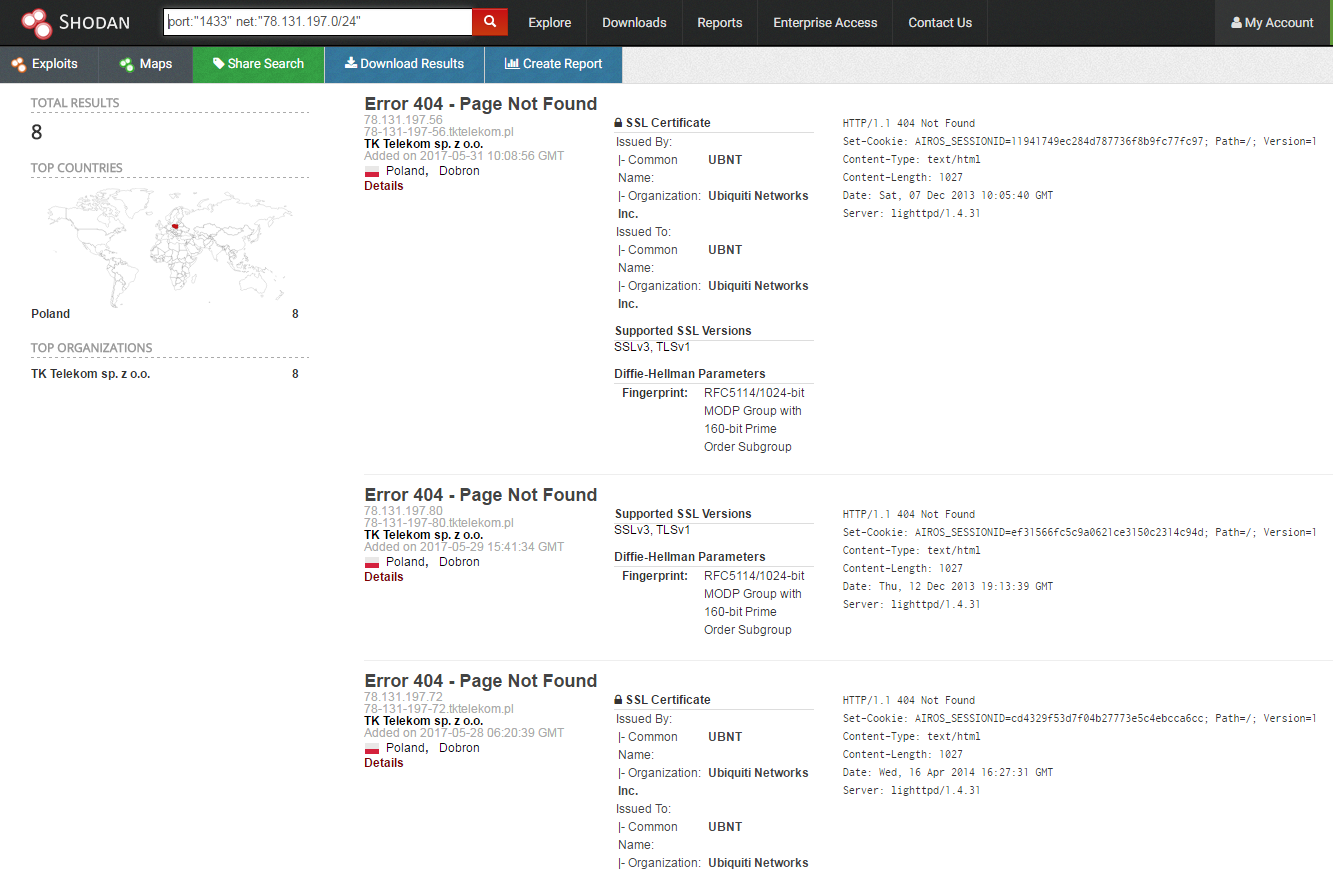 SHODAN
port:"1433" net:"78.131.197.0/24"
Explore
Downloads
Reports
Enterprise Access
Contact Us
My Account
Exploits
Maps
Share Search
Download Results
Create Report
TOTAL RESULTS
8
TOP COUNTRIES
Poland 8
TOP ORGANIZATIONS
TK Telekom sp. z o.o. 8
Error 404 - Page Not Found
78.131.197.56
78-131-197-56.tktelekom.pl
TK Telekom sp. z o.o.
Added on 2017-05-31 10:08:56 GMT
Poland, Dobron
Details
SSL Certificate
Issued By:
|- Common UBNT
Name:
|- Organization: Ubiquiti Networks
Inc.
Issued To:
|- Common UBNT
Name:
|- Organization: Ubiquiti Networks
Inc.
Supported SSL Versions
SSLv3, TLSv1
Diffie-Hellman Parameters
Fingerprint: RFC5114/1024-bit
MODP Group with
160-bit Prime
Order Subgroup
HTTP/1.1 404 Not Found
Set-Cookie: AIROS_SESSIONID=11941749ec284d787736f8b9fc77fc97; Path=/; Version=1
Content-Type: text/html
Content-Length: 1027
Date: Sat, 07 Dec 2013 10:05:40 GMT
Server: lighttpd/1.4.31
Error 404 - Page Not Found
78.131.197.80
78-131-197-80.tktelekom.pl
TK Telekom sp. z o.o.
Added on 2017-05-29 15:41:34 GMT
Poland, Dobron
Details
Supported SSL Versions
SSLv3, TLSv1
Diffie-Hellman Parameters
Fingerprint: RFC5114/1024-bit
MODP Group with
160-bit Prime
Order Subgroup
HTTP/1.1 404 Not Found
Set-Cookie: AIROS_SESSIONID=ef31566fc5c9a0621ce3150c2314c94d; Path=/; Version=1
Content-Type: text/html
Content-Length: 1027
Date: Thu, 12 Dec 2013 19:13:39 GMT
Server: lighttpd/1.4.31
Error 404 - Page Not Found
78.131.197.72
78-131-197-72.tktelekom.pl
TK Telekom sp. z o.o.
Added on 2017-05-28 06:20:39 GMT
Poland, Dobron
Details
SSL Certificate
Issued By:
|- Common UBNT
Name:
|- Organization: Ubiquiti Networks
Inc.
Issued To:
|- Common UBNT
Name:
|- Organization: Ubiquiti Networks
HTTP/1.1 404 Not Found
Set-Cookie: AIROS_SESSIONID=cd4329f53d7f04b27773e5c4ebcca6cc; Path=/; Version=1
Content-Type: text/html
Content-Length: 1027
Date: Wed, 16 Apr 2014 16:27:31 GMT
Server: lighttpd/1.4.31